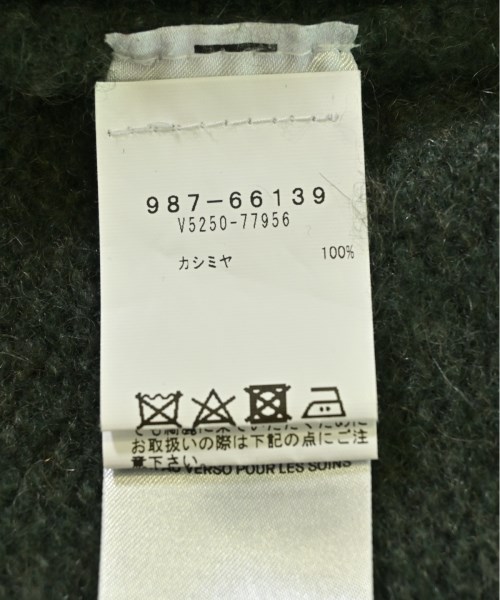 987-66139
V5250-77956
カシミヤ 100%
お取扱いの際は下記の点にご注
意下さい
VERSO POUR LES SOINS